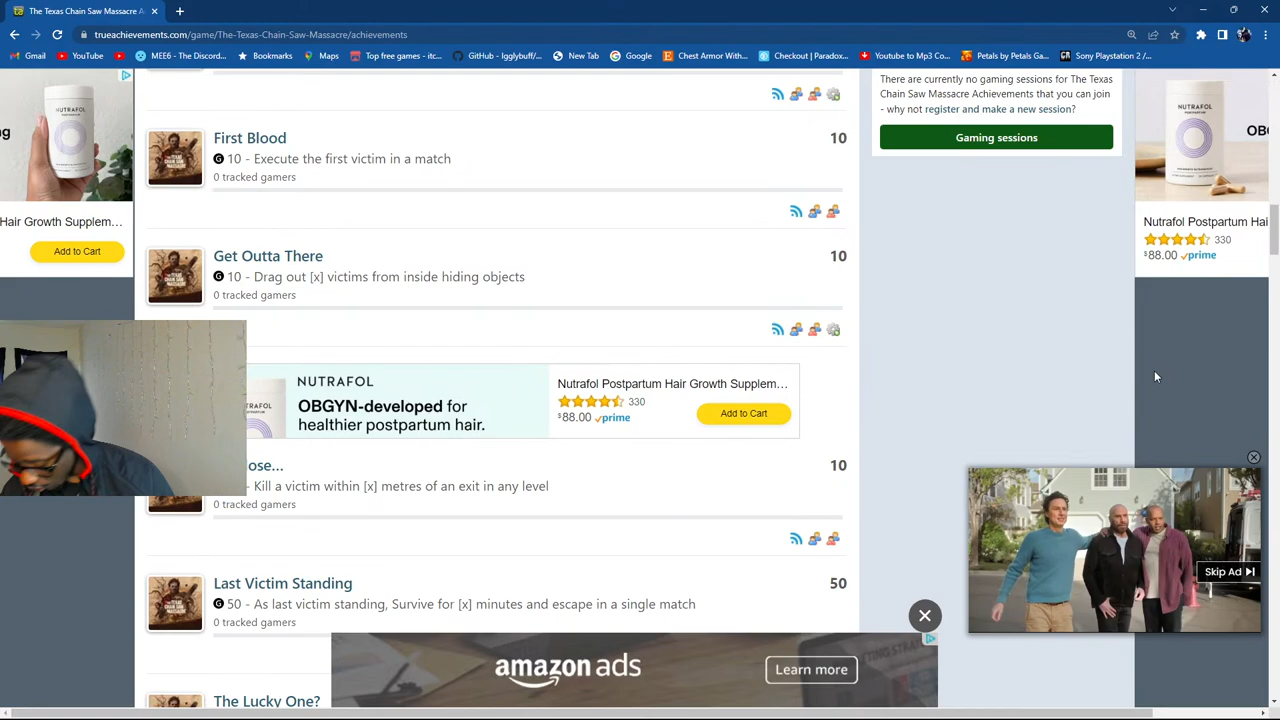 The Texas Chain Saw Massacre A
trueachievements.com/game/The-Texas-Chain-Saw-Massacre/achievements
Gmail
YouTube
MEE6 - The Discord...
Bookmarks
Maps
Top free games - itc...
GitHub - Igglybuff/...
New Tab
Google
Chest Armor With...
Checkout | Paradox...
Youtube to Mp3 Co...
Petals by Petals Ga...
Sony Playstation 2 /...
There are currently no gaming sessions for The Texas
Chain Saw Massacre Achievements that you can join
- why not register and make a new session?
Gaming sessions
First Blood
10
G 10 - Execute the first victim in a match
0 tracked gamers
Get Outta There
10
G 10 - Drag out [x] victims from inside hiding objects
0 tracked gamers
NUTRAFOL
OBGYN-developed for
healthier postpartum hair.
Nutrafol Postpartum Hair Growth Supplem...
330
$88.00 prime
Add to Cart
ose...
10
- Kill a victim within [x] metres of an exit in any level
0 tracked gamers
Last Victim Standing
50
G 50 - As last victim standing, Survive for [x] minutes and escape in a single match
0 tracked gamers
The Lucky One?
NUTRAFOL
Hair Growth Supplem...
Add to Cart
NUTRAFOL
OBG
Nutrafol Postpartum Hai
330
$88.00 prime
Skip Ad
amazon ads
Learn more